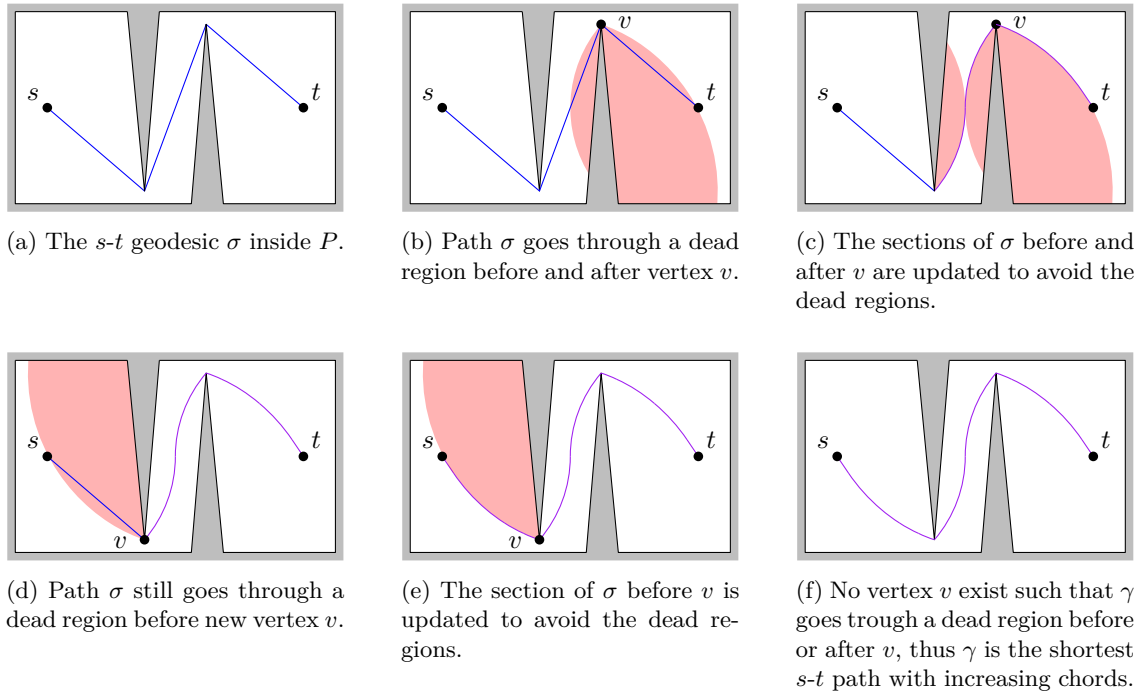 s
t
s
v
t
s
v
t
(a) The s-t geodesic σ inside P.
(b) Path σ goes through a dead
region before and after vertex v.
(c) The sections of σ before and
after v are updated to avoid the
dead regions.
s
v
t
s
v
t
s
t
(d) Path σ still goes through a
dead region before new vertex v.
(e) The section of σ before v is
updated to avoid the dead re-
gions.
(f) No vertex v exist such that γ
goes trough a dead region before
or after v, thus γ is the shortest
s-t path with increasing chords.